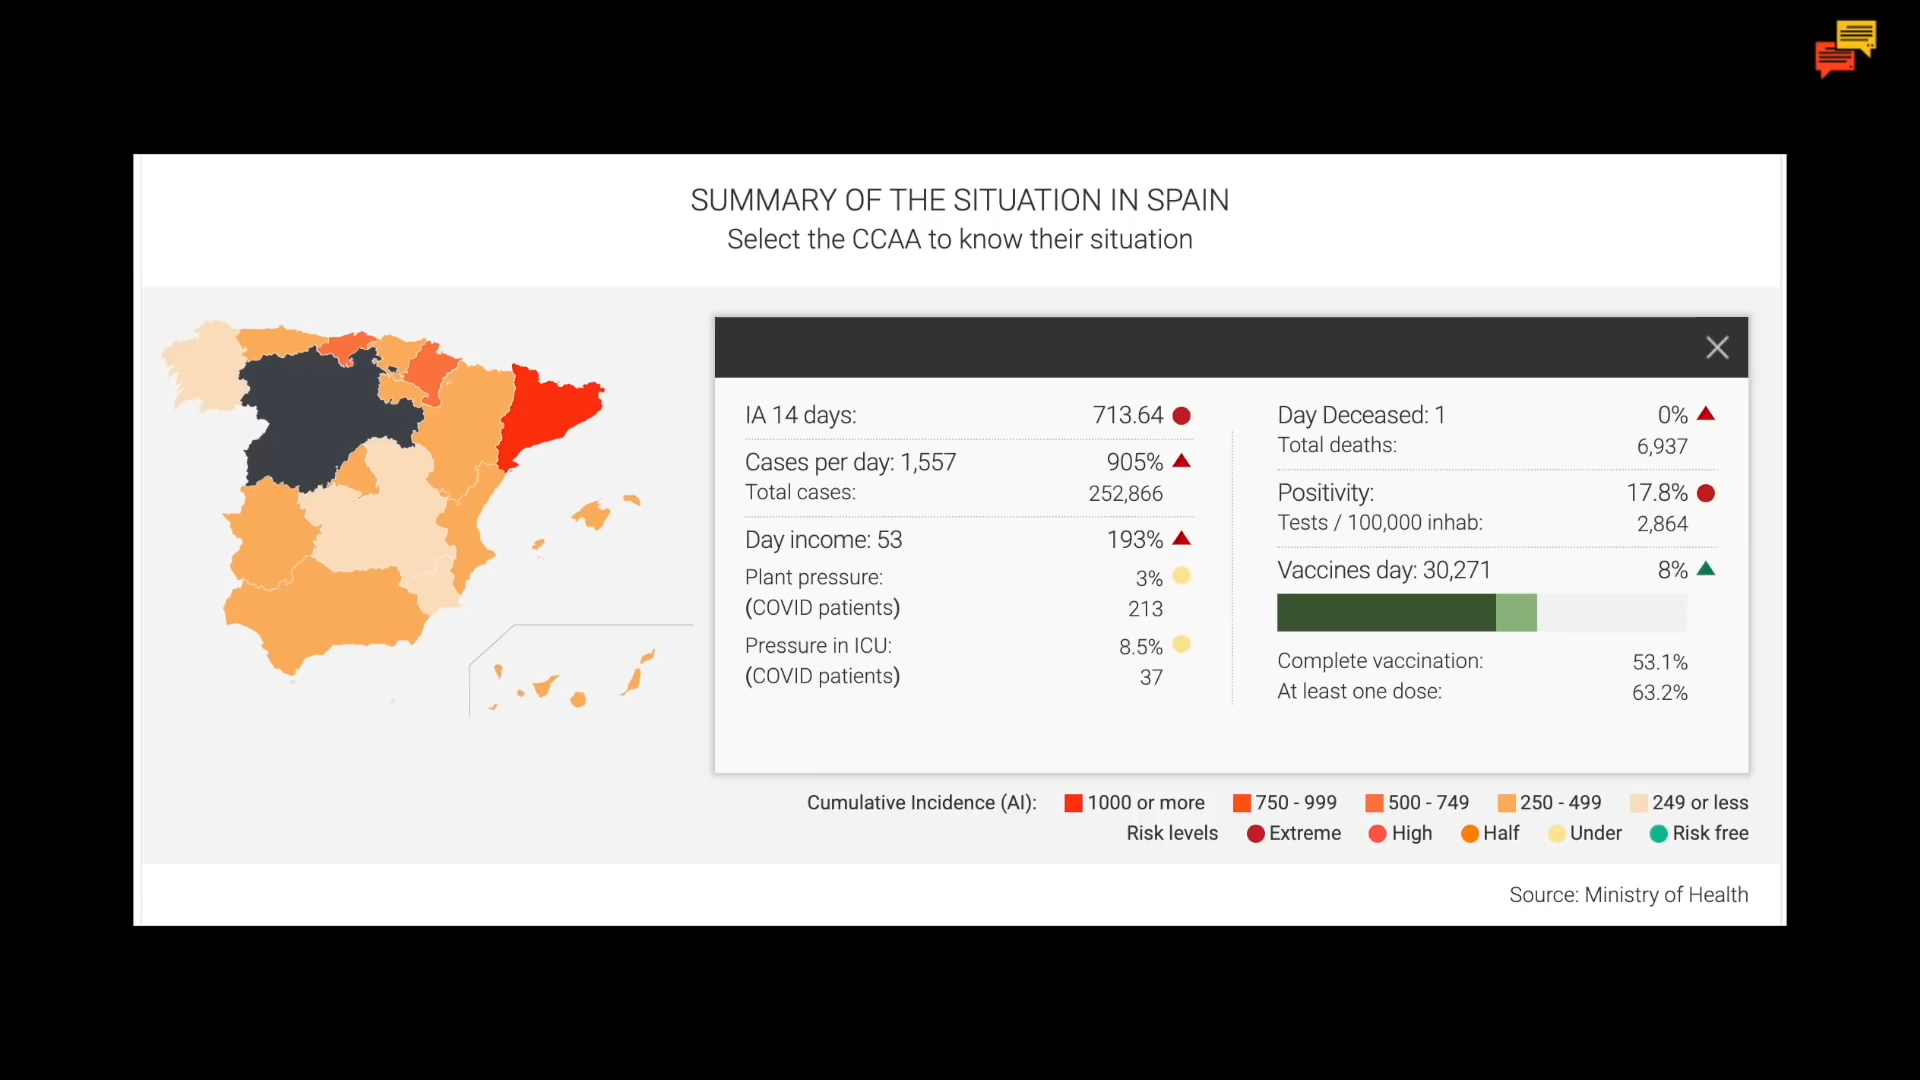 SUMMARY OF THE SITUATION IN SPAIN
Select the CCAA to know their situation
IA 14 days: 713.64
Cases per day: 1,557 905%
Total cases: 252,866
Day income: 53 193%
Plant pressure: 3%
(COVID patients) 213
Pressure in ICU: 8.5%
(COVID patients) 37
Day Deceased: 1 0%
Total deaths: 6,937
Positivity: 17.8%
Tests / 100,000 inhab: 2,864
Vaccines day: 30,271 8%
Complete vaccination: 53.1%
At least one dose: 63.2%
Cumulative Incidence (AI): 1000 or more 750 - 999 500 - 749 250 - 499 249 or less
Risk levels Extreme High Half Under Risk free
Source: Ministry of Health